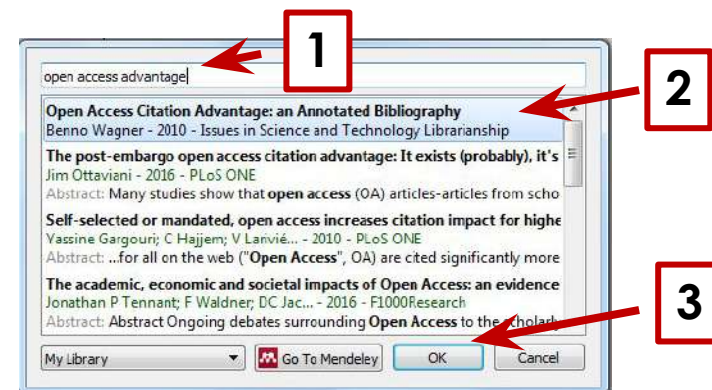 1
open access advantage
2
Open Access Citation Advantage: an Annotated Bibliography
Benno Wagner - 2010 - Issues in Science and Technology Librarianship
The post-embargo open access citation advantage: It exists (probably), it's
Jim Ottaviani - 2016 - PLoS ONE
Abstract: Many studies show that open access (OA) articles-articles from scho
Self-selected or mandated, open access increases citation impact for highe
Yassine Gargouri; C Hajjem; V Larivié... - 2010 - PLoS ONE
Abstract: ...for all on the web ("Open Access", OA) are cited significantly more
The academic, economic and societal impacts of Open Access: an evidence
Jonathan P Tennant; F Waldner; DC Jac... - 2016 - F1000Research
Abstract: Abstract Ongoing debates surrounding Open Access to the scholarly
3
My Library Go To Mendeley OK Cancel